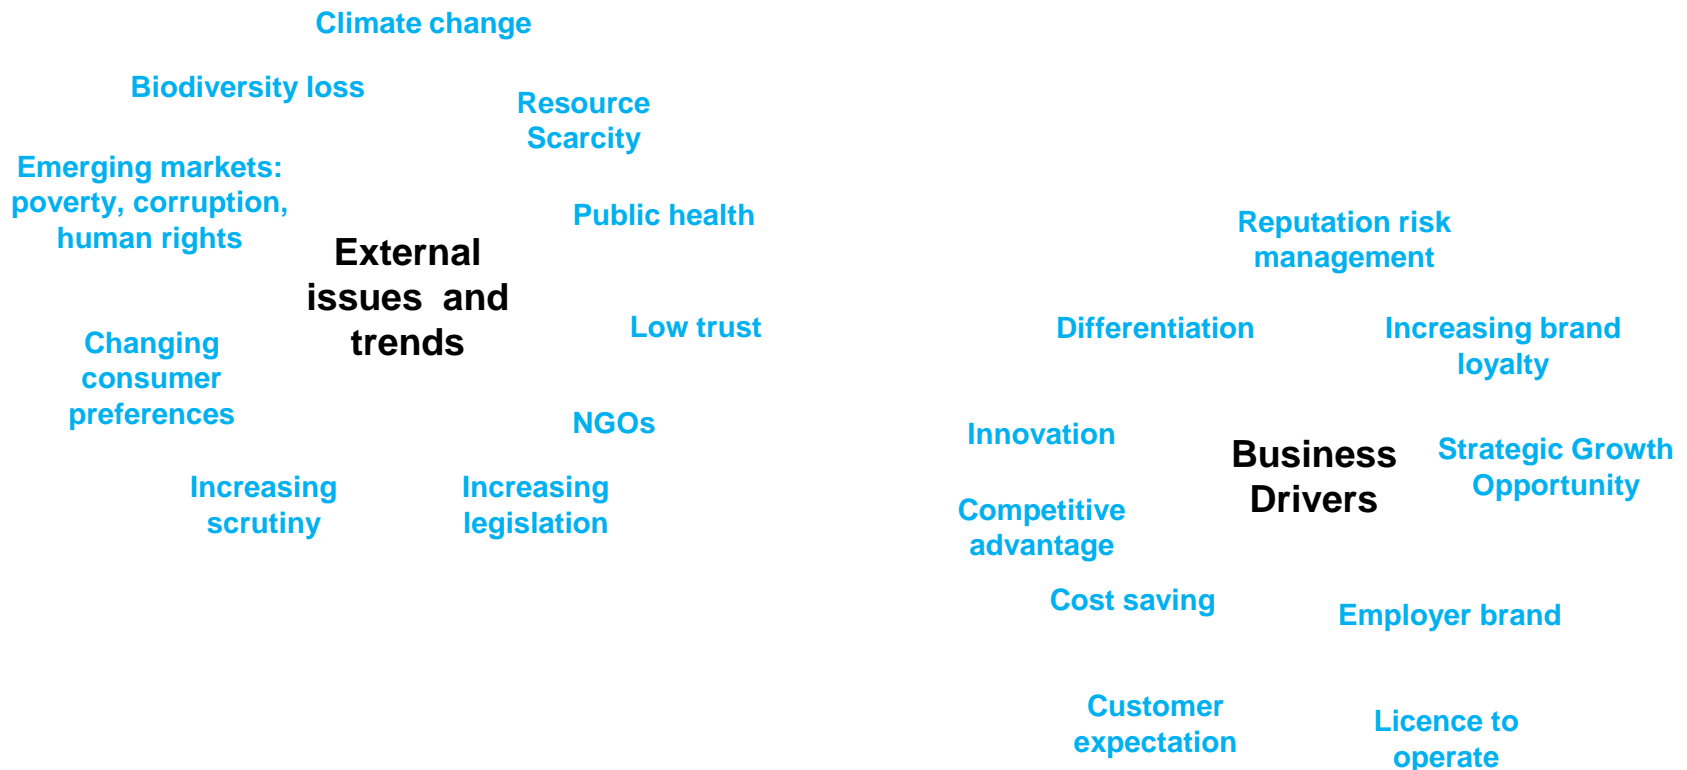 Climate change
Biodiversity loss
Resource
Scarcity
Emerging markets:
poverty, corruption,
human rights
Public health
External
issues and
trends
Low trust
Changing
consumer
preferences
NGOs
Increasing
scrutiny
Increasing
legislation
Reputation risk
management
Differentiation
Increasing brand
loyalty
Innovation
Business
Drivers
Strategic Growth
Opportunity
Competitive
advantage
Cost saving
Employer brand
Customer
expectation
Licence to
operate